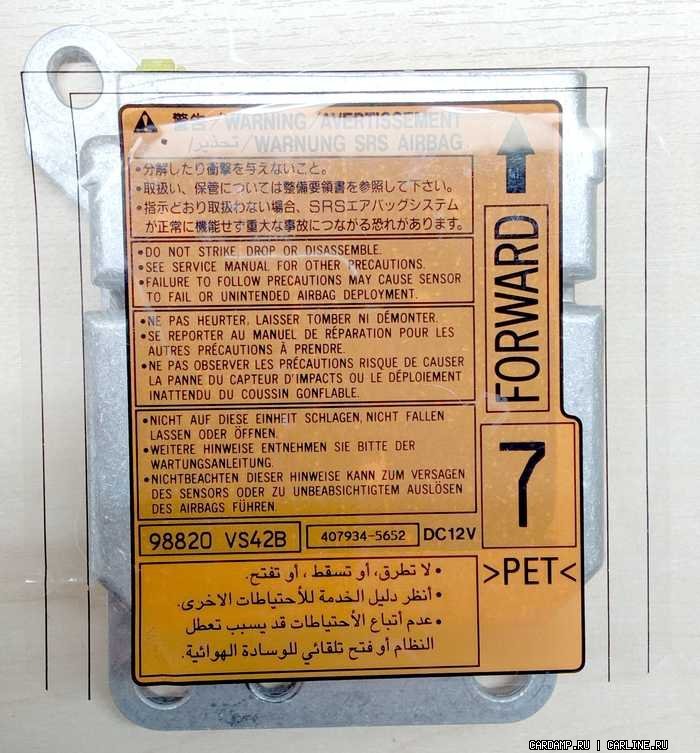 警告/WARNING/AVERTISSEMENT
تحذير/WARNUNG SRS AIRBAG
•分解したり衝撃を与えないこと。
•取扱い、保管については整備要領書を参照して下さい。
•指示どおり取扱わない場合、SRSエアバッグシステム
が正常に機能せず重大な事故につながる恐れがあります。
•DO NOT STRIKE, DROP OR DISASSEMBLE.
•SEE SERVICE MANUAL FOR OTHER PRECAUTIONS.
•FAILURE TO FOLLOW PRECAUTIONS MAY CAUSE SENSOR
TO FAIL OR UNINTENDED AIRBAG DEPLOYMENT.
•NE PAS HEURTER, LAISSER TOMBER NI DÉMONTER.
•SE REPORTER AU MANUEL DE RÉPARATION POUR LES
AUTRES PRÉCAUTIONS À PRENDRE.
•NE PAS OBSERVER LES PRÉCAUTIONS RISQUE DE CAUSER
LA PANNE DU CAPTEUR D'IMPACTS OU LE DÉPLOIEMENT
INATTENDU DU COUSSIN GONFLABLE.
•NICHT AUF DIESE EINHEIT SCHLAGEN, NICHT FALLEN
LASSEN ODER ÖFFNEN.
•WEITERE HINWEISE ENTNEHMEN SIE BITTE DER
WARTUNGSANLEITUNG.
•NICHTBEACHTEN DIESER HINWEISE KANN ZUM VERSAGEN
DES SENSORS ODER ZU UNBEABSICHTIGTEM AUSLÖSEN
DES AIRBAGS FÜHREN.
FORWARD
7
98820 VS42B 407934-5652 DC12V
>PET<
• لا تطرق، أو تسقط، أو تفتح.
• أنظر دليل الخدمة للأحتياطات الاخرى.
• عدم أتباع الأحتياطات قد يسبب تعطل
النظام أو فتح تلقائي للوسادة الهوائية.
CARDAMP.RU | CARLINE.RU